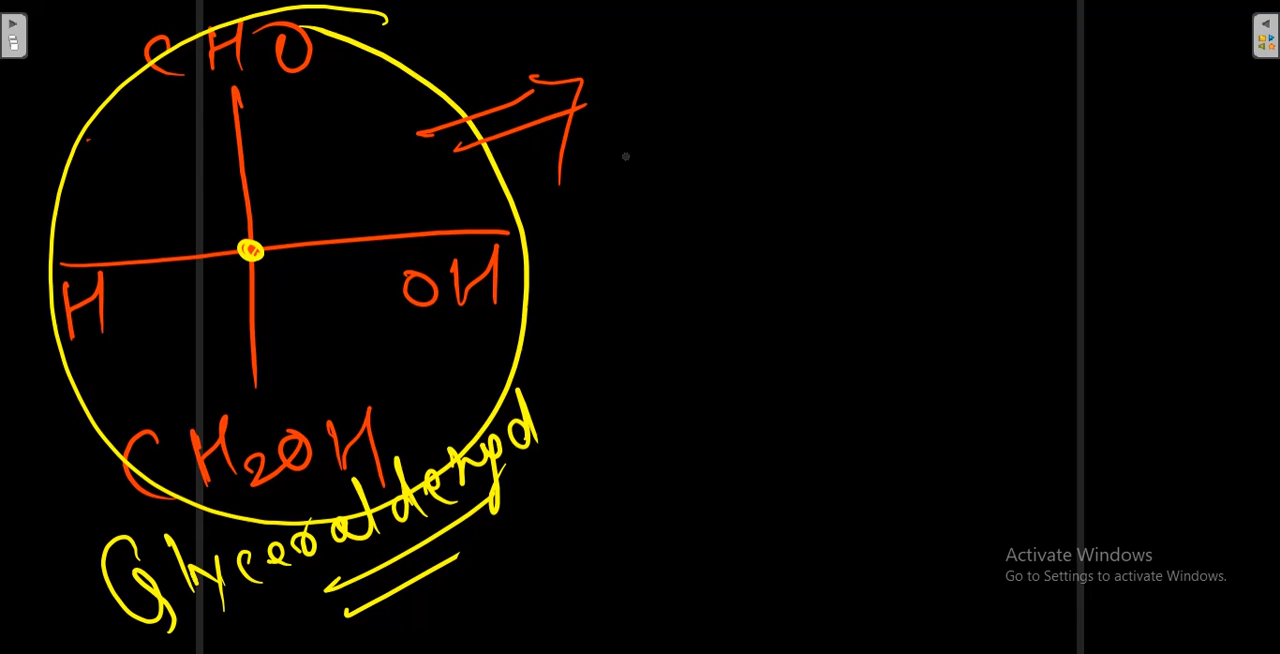 CHO
H OH
CH2OH
Glyceraldehyd
Activate Windows
Go to Settings to activate Windows.